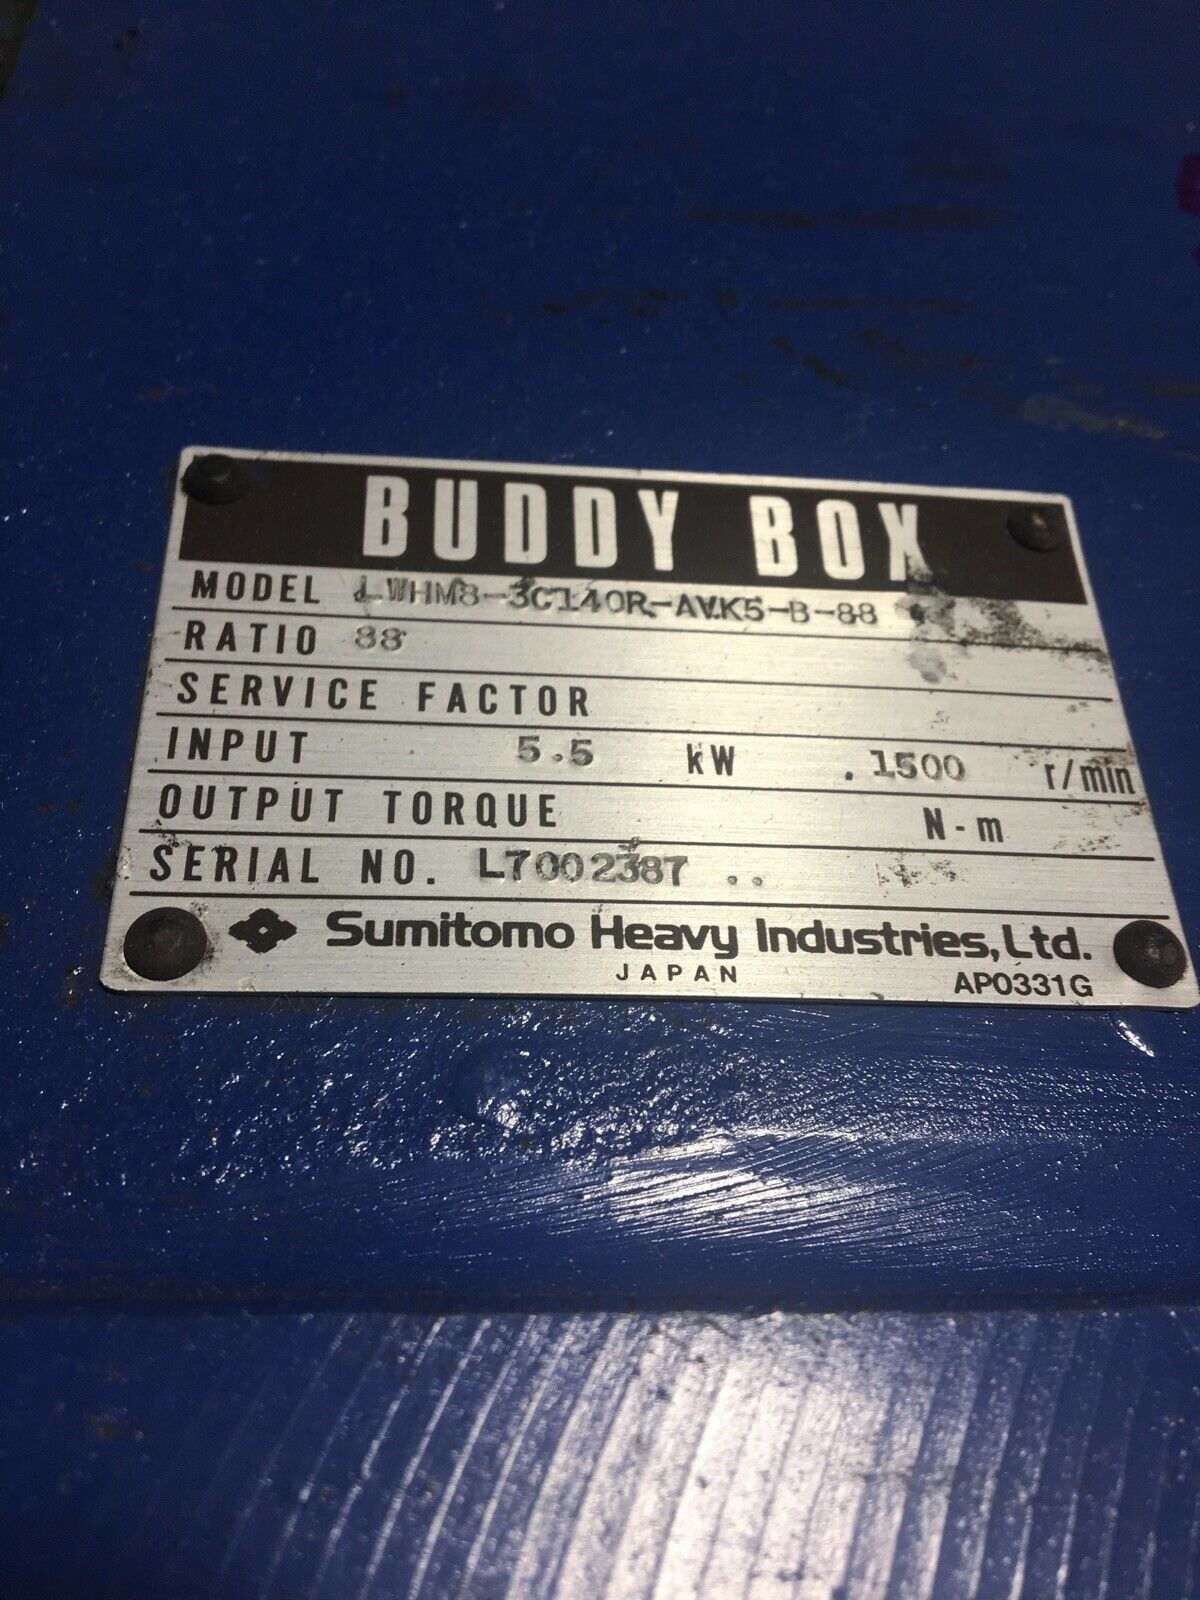 BUDDY BOX
MODEL LWHM8-3C140R-AVK5-B-88
RATIO 88
SERVICE FACTOR
INPUT 5.5 kW 1500 r/min
OUTPUT TORQUE N-m
SERIAL NO. L7002387
Sumitomo Heavy Industries, Ltd.
JAPAN AP0331G